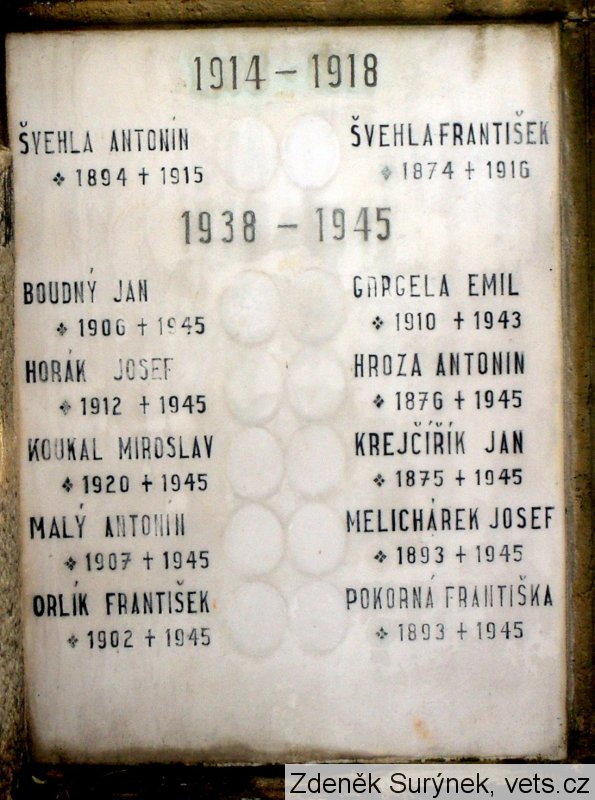 1914 – 1918
ŠVEHLA ANTONÍN ŠVEHLA FRANTIŠEK
❖ 1894 ✝ 1915 ❖ 1874 ✝ 1916
1938 – 1945
BOUDNÝ JAN GARGELA EMIL
❖ 1906 ✝ 1945 ❖ 1910 ✝ 1943
HORÁK JOSEF HROZA ANTONIN
❖ 1912 ✝ 1945 ❖ 1876 ✝ 1945
KOUKAL MIROSLAV KREJČIŘÍK JAN
❖ 1920 ✝ 1945 ❖ 1875 ✝ 1945
MALÝ ANTONÍN MELICHÁREK JOSEF
❖ 1907 ✝ 1945 ❖ 1893 ✝ 1945
ORLÍK FRANTIŠEK POKORNÁ FRANTIŠKA
❖ 1902 ✝ 1945 ❖ 1893 ✝ 1945
Zdeněk Surýnek, vets.cz